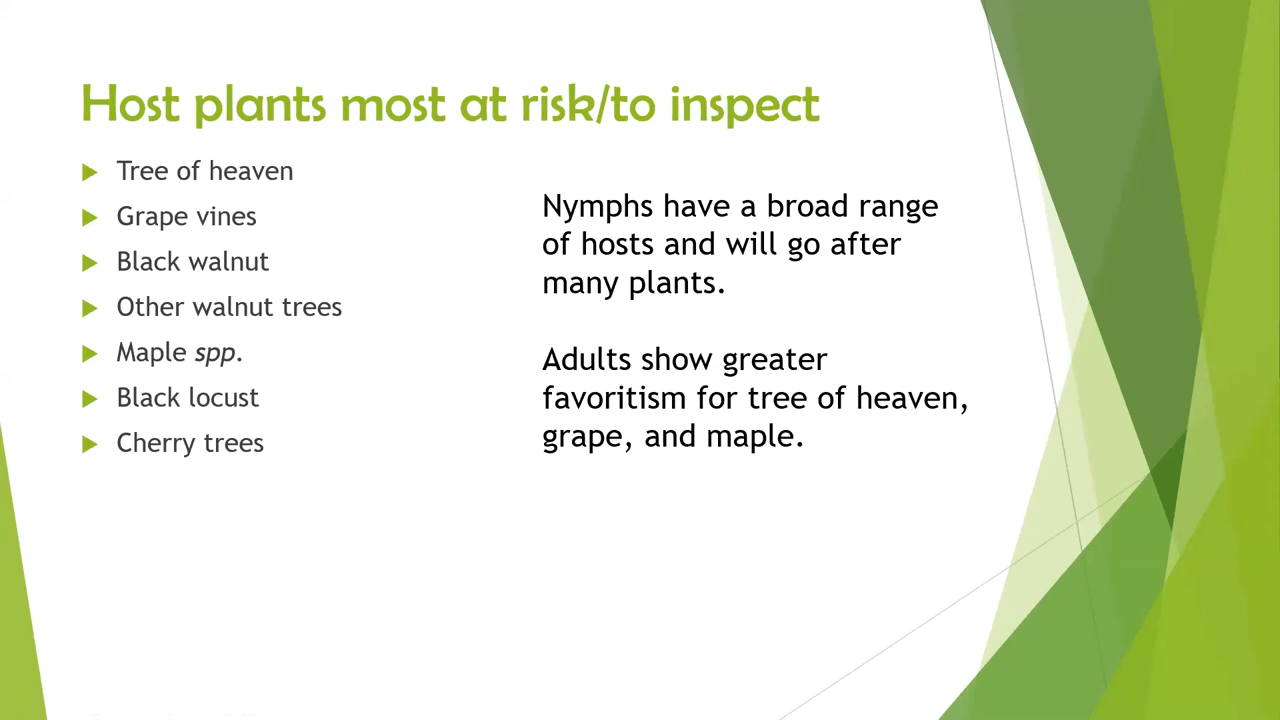 Host plants most at risk/to inspect
Tree of heaven
Grape vines
Black walnut
Other walnut trees
Maple spp.
Black locust
Cherry trees
Nymphs have a broad range
of hosts and will go after
many plants.
Adults show greater
favoritism for tree of heaven,
grape, and maple.